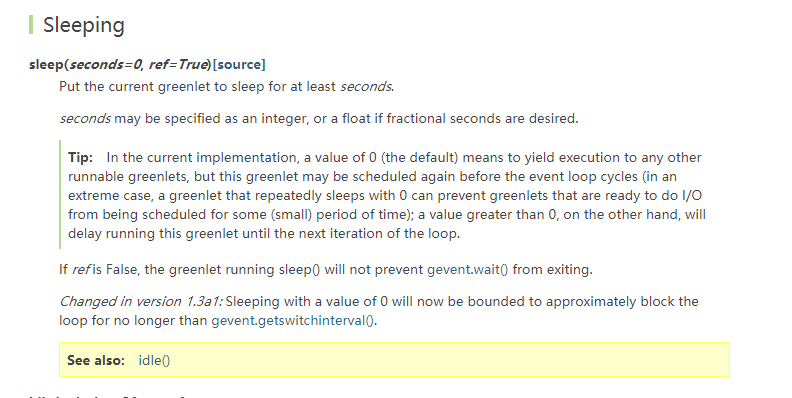 Sleeping
sleep(seconds=0, ref=True)[source]
Put the current greenlet to sleep for at least seconds.
seconds may be specified as an integer, or a float if fractional seconds are desired.
Tip: In the current implementation, a value of 0 (the default) means to yield execution to any other
runnable greenlets, but this greenlet may be scheduled again before the event loop cycles (in an
extreme case, a greenlet that repeatedly sleeps with 0 can prevent greenlets that are ready to do I/O
from being scheduled for some (small) period of time); a value greater than 0, on the other hand, will
delay running this greenlet until the next iteration of the loop.
If ref is False, the greenlet running sleep() will not prevent gevent.wait() from exiting.
Changed in version 1.3a1: Sleeping with a value of 0 will now be bounded to approximately block the
loop for no longer than gevent.getswitchinterval().
See also: idle()